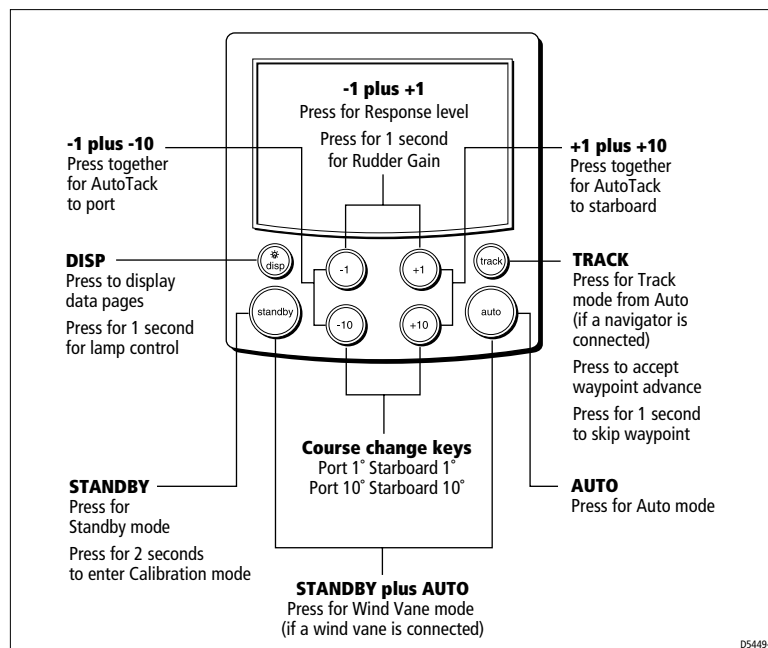 -1 plus +1
Press for Response level
Press for 1 second
for Rudder Gain
-1 plus -10
Press together
for AutoTack
to port
+1 plus +10
Press together
for AutoTack
to starboard
DISP
Press to display
data pages
Press for 1 second
for lamp control
disp
-1
+1
track
standby
-10
+10
auto
TRACK
Press for Track
mode from Auto
(if a navigator is
connected)
Press to accept
waypoint advance
Press for 1 second
to skip waypoint
Course change keys
Port 1° Starboard 1°
Port 10° Starboard 10°
STANDBY
Press for
Standby mode
Press for 2 seconds
to enter Calibration mode
AUTO
Press for Auto mode
STANDBY plus AUTO
Press for Wind Vane mode
(if a wind vane is connected)